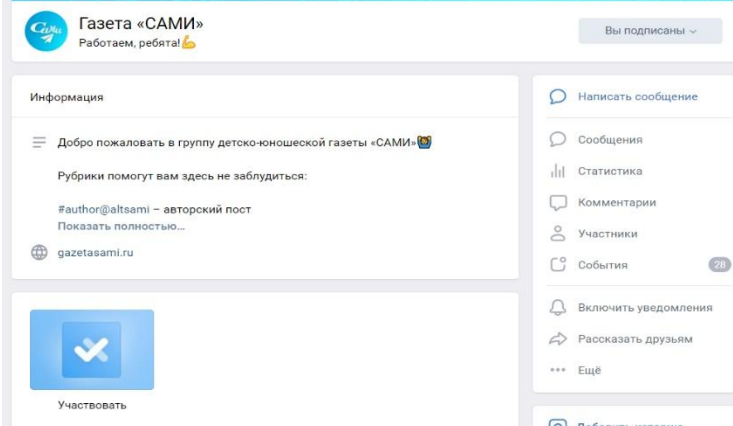 Сами
Газета «САМИ»
Работаем, ребята!💪
Вы подписаны
Информация
Добро пожаловать в группу детско-юношеской газеты «САМИ»🙆
Рубрики помогут вам здесь не заблудиться:
#author@altsami – авторский пост
Показать полностью...
gazetasami.ru
Участвовать
Написать сообщение
Сообщения
Статистика
Комментарии
Участники
События 28
Включить уведомления
Рассказать друзьям
Ещё